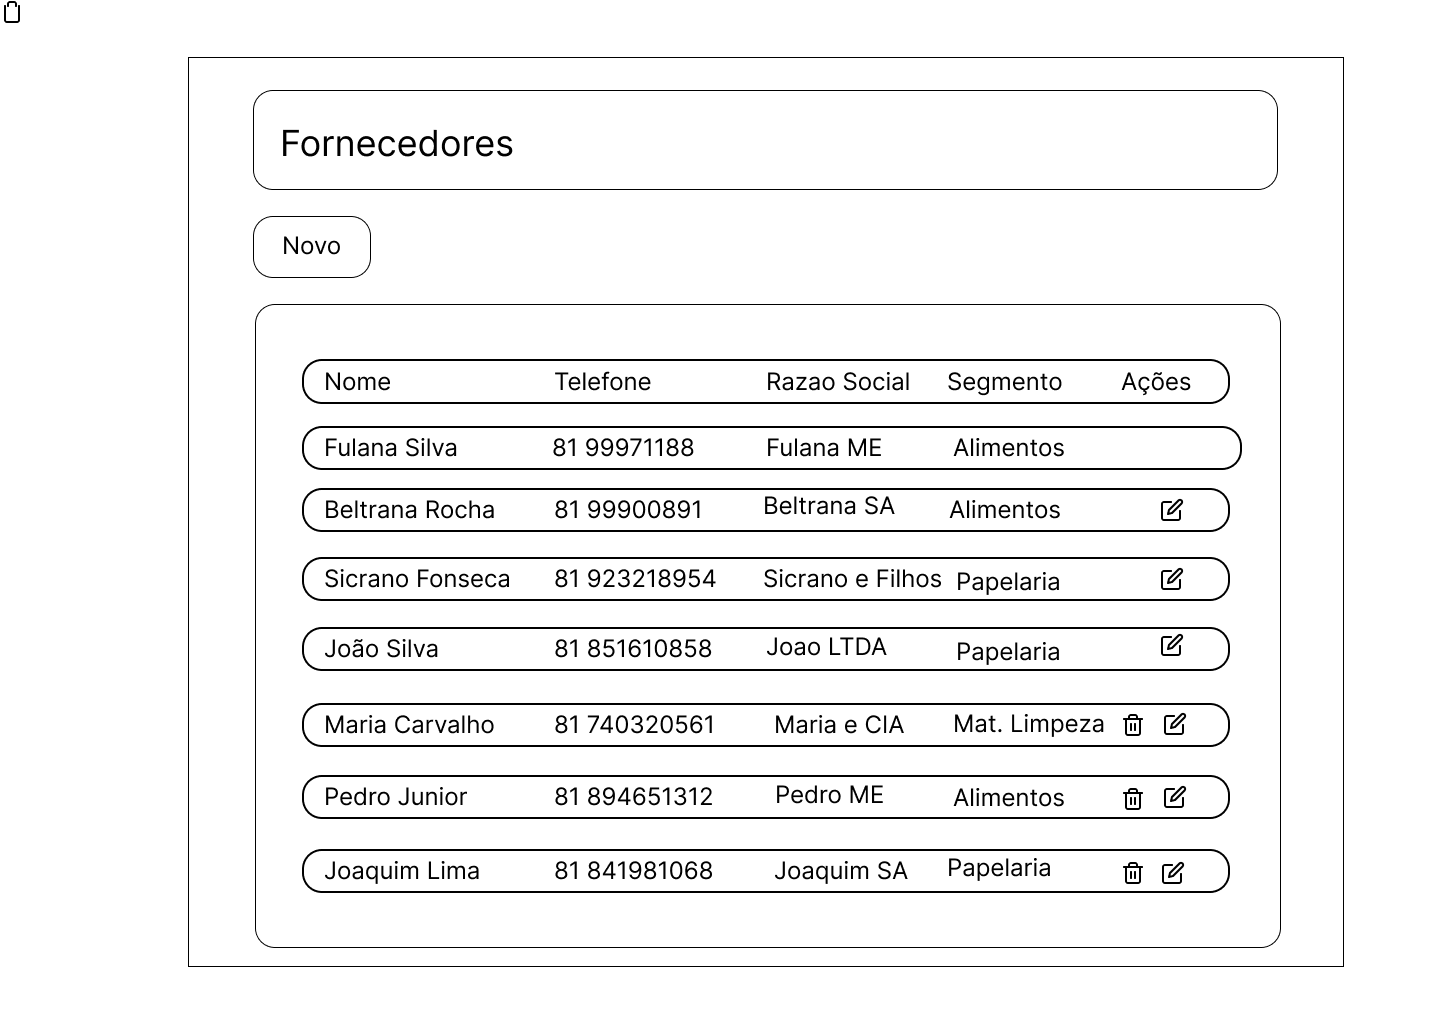 Fornecedores
Novo
Nome Telefone Razao Social Segmento Ações
Fulana Silva 81 99971188 Fulana ME Alimentos
Beltrana Rocha 81 99900891 Beltrana SA Alimentos
Sicrano Fonseca 81 923218954 Sicrano e Filhos Papelaria
João Silva 81 851610858 Joao LTDA Papelaria
Maria Carvalho 81 740320561 Maria e CIA Mat. Limpeza
Pedro Junior 81 894651312 Pedro ME Alimentos
Joaquim Lima 81 841981068 Joaquim SA Papelaria